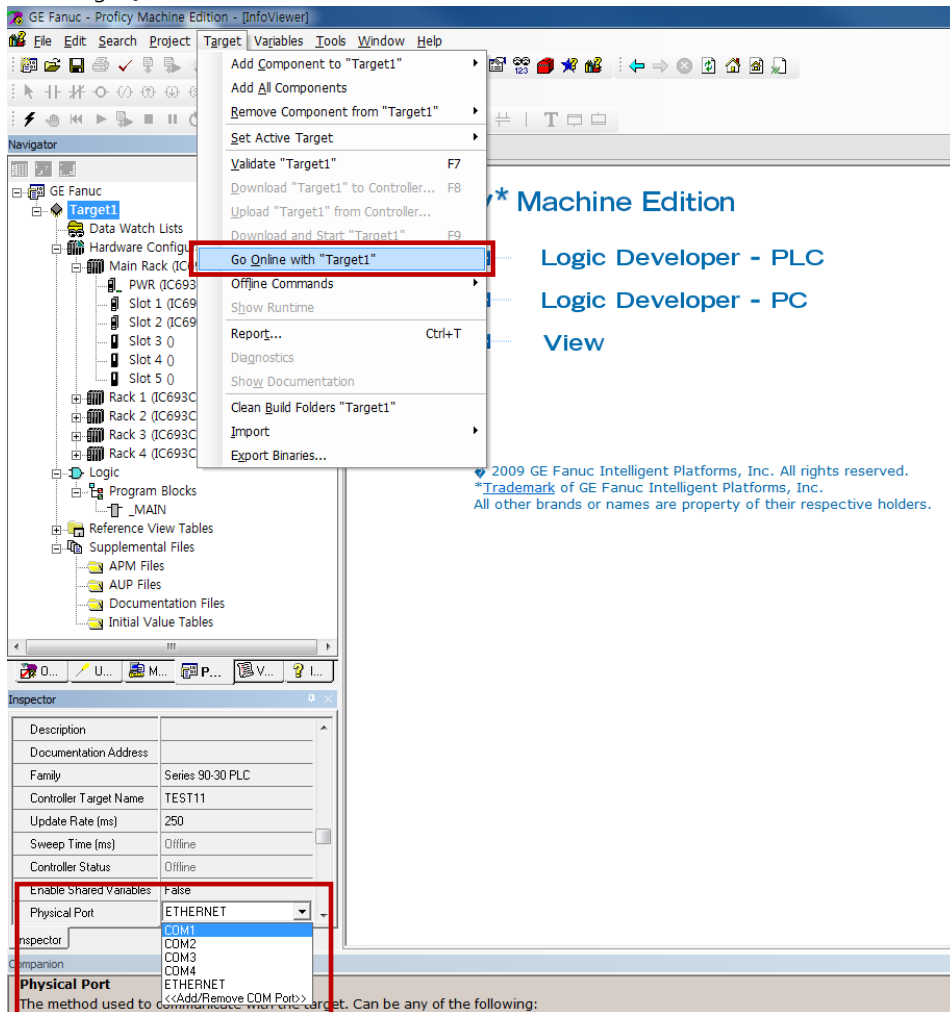 GE Fanuc - Proficy Machine Edition - [InfoViewer]
File Edit Search Project Target Variables Tools Window Help
Add Component to "Target1"
Add All Components
Remove Component from "Target1"
Set Active Target
Validate "Target1" F7
Download "Target1" to Controller... F8
Upload "Target1" from Controller...
Download and Start "Target1" F9
Go Online with "Target1"
Offline Commands
Show Runtime
Report... Ctrl+T
Diagnostics
Show Documentation
Clean Build Folders "Target1"
Import
Export Binaries...
Navigator
GE Fanuc
Target1
Data Watch Lists
Hardware Configu
Main Rack (IC6
PWR (IC693
Slot 1 (IC69
Slot 2 (IC69
Slot 3 ()
Slot 4 ()
Slot 5 ()
Rack 1 (IC693C
Rack 2 (IC693C
Rack 3 (IC693C
Rack 4 (IC693C
Logic
Program Blocks
_MAIN
Reference View Tables
Supplemental Files
APM Files
AUP Files
Documentation Files
Initial Value Tables
O... U... M... P... V... I...
* Machine Edition
Logic Developer - PLC
Logic Developer - PC
View
2009 GE Fanuc Intelligent Platforms, Inc. All rights reserved.
*Trademark of GE Fanuc Intelligent Platforms, Inc.
All other brands or names are property of their respective holders.
Inspector
Description
Documentation Address
Family Series 90-30 PLC
Controller Target Name TEST11
Update Rate (ms) 250
Sweep Time (ms) Offline
Controller Status Offline
Enable Shared Variables False
Physical Port ETHERNET
COM1
COM2
COM3
COM4
ETHERNET
<<Add/Remove COM Port>>
Inspector
Companion
Physical Port
The method used to communicate with the target. Can be any of the following: